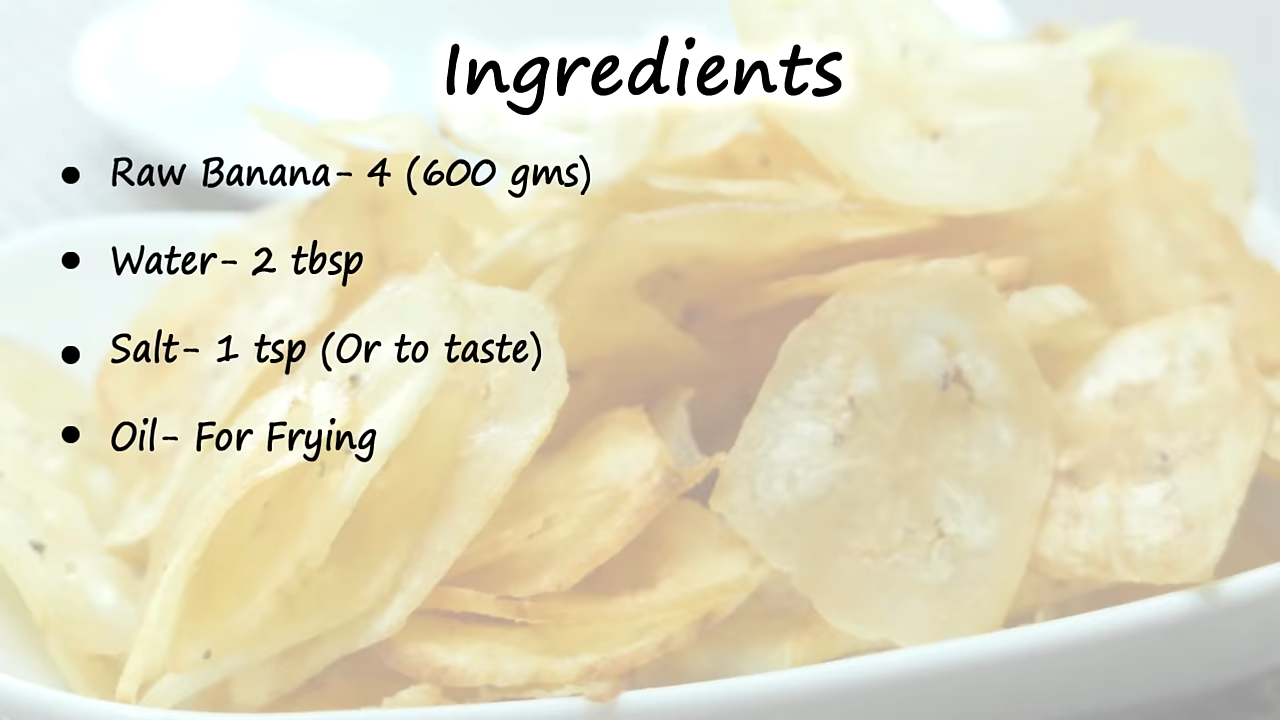 Ingredients
• Raw Banana- 4 (600 gms)
• Water- 2 tbsp
• Salt- 1 tsp (Or to taste)
• Oil- For Frying